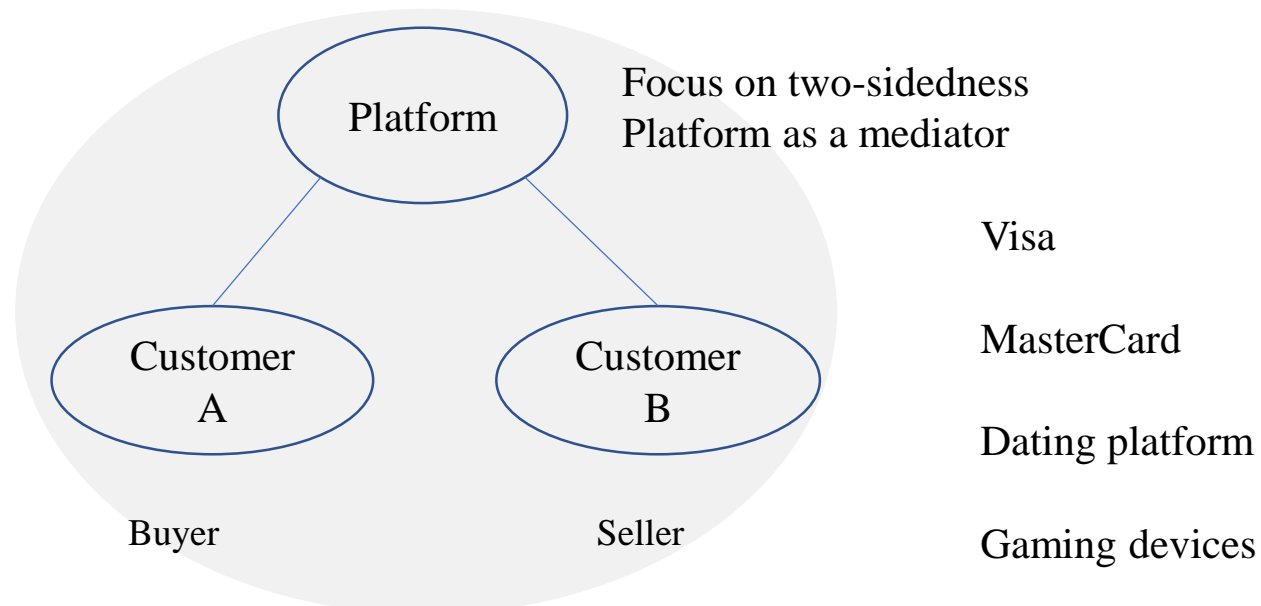 Platform
Focus on two-sidedness
Platform as a mediator
Visa
MasterCard
Customer
A
Customer
B
Dating platform
Buyer
Seller
Gaming devices